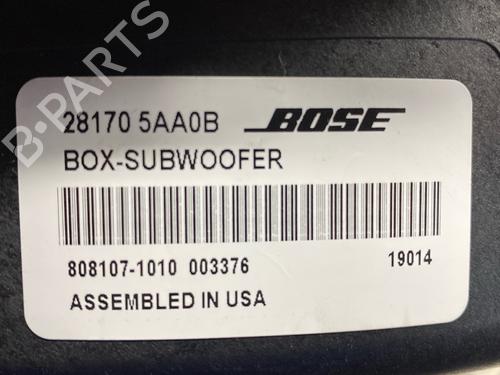 28170 5AA0B BOSE
BOX-SUBWOOFER
808107-1010 003376 19014
ASSEMBLED IN USA
B-PARTS